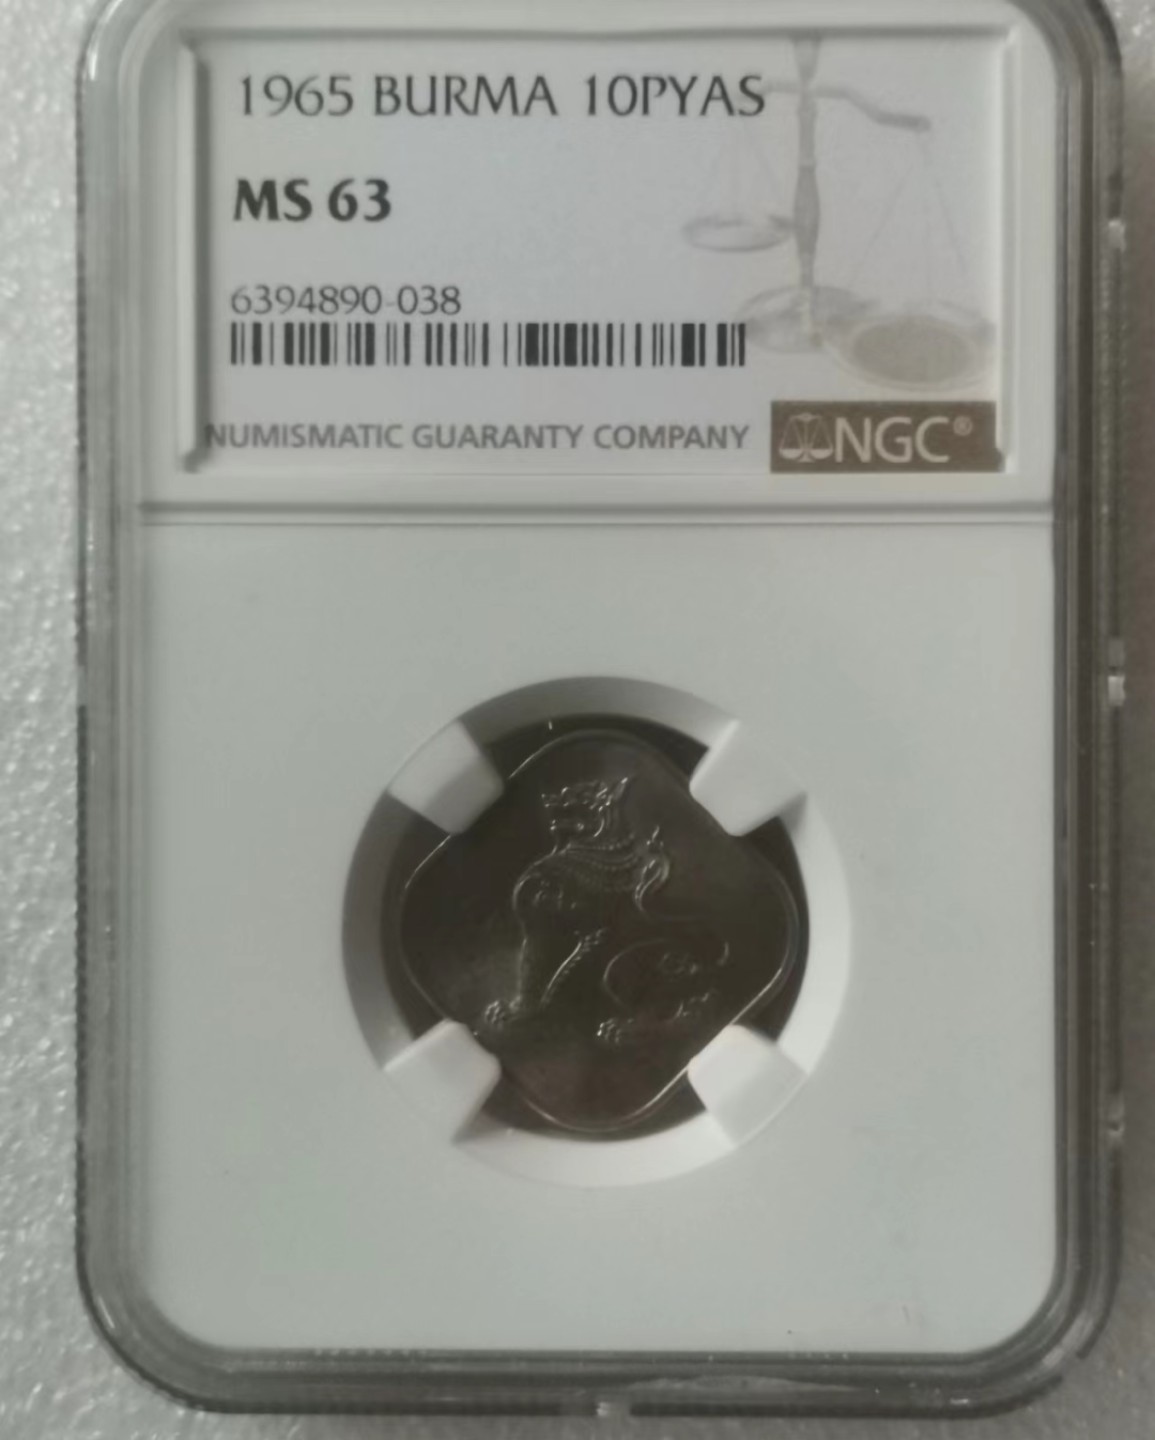 1965 BURMA 10PYAS
MS 63
6394890-038
NUMISMATIC GUARANTY COMPANY
NGC®